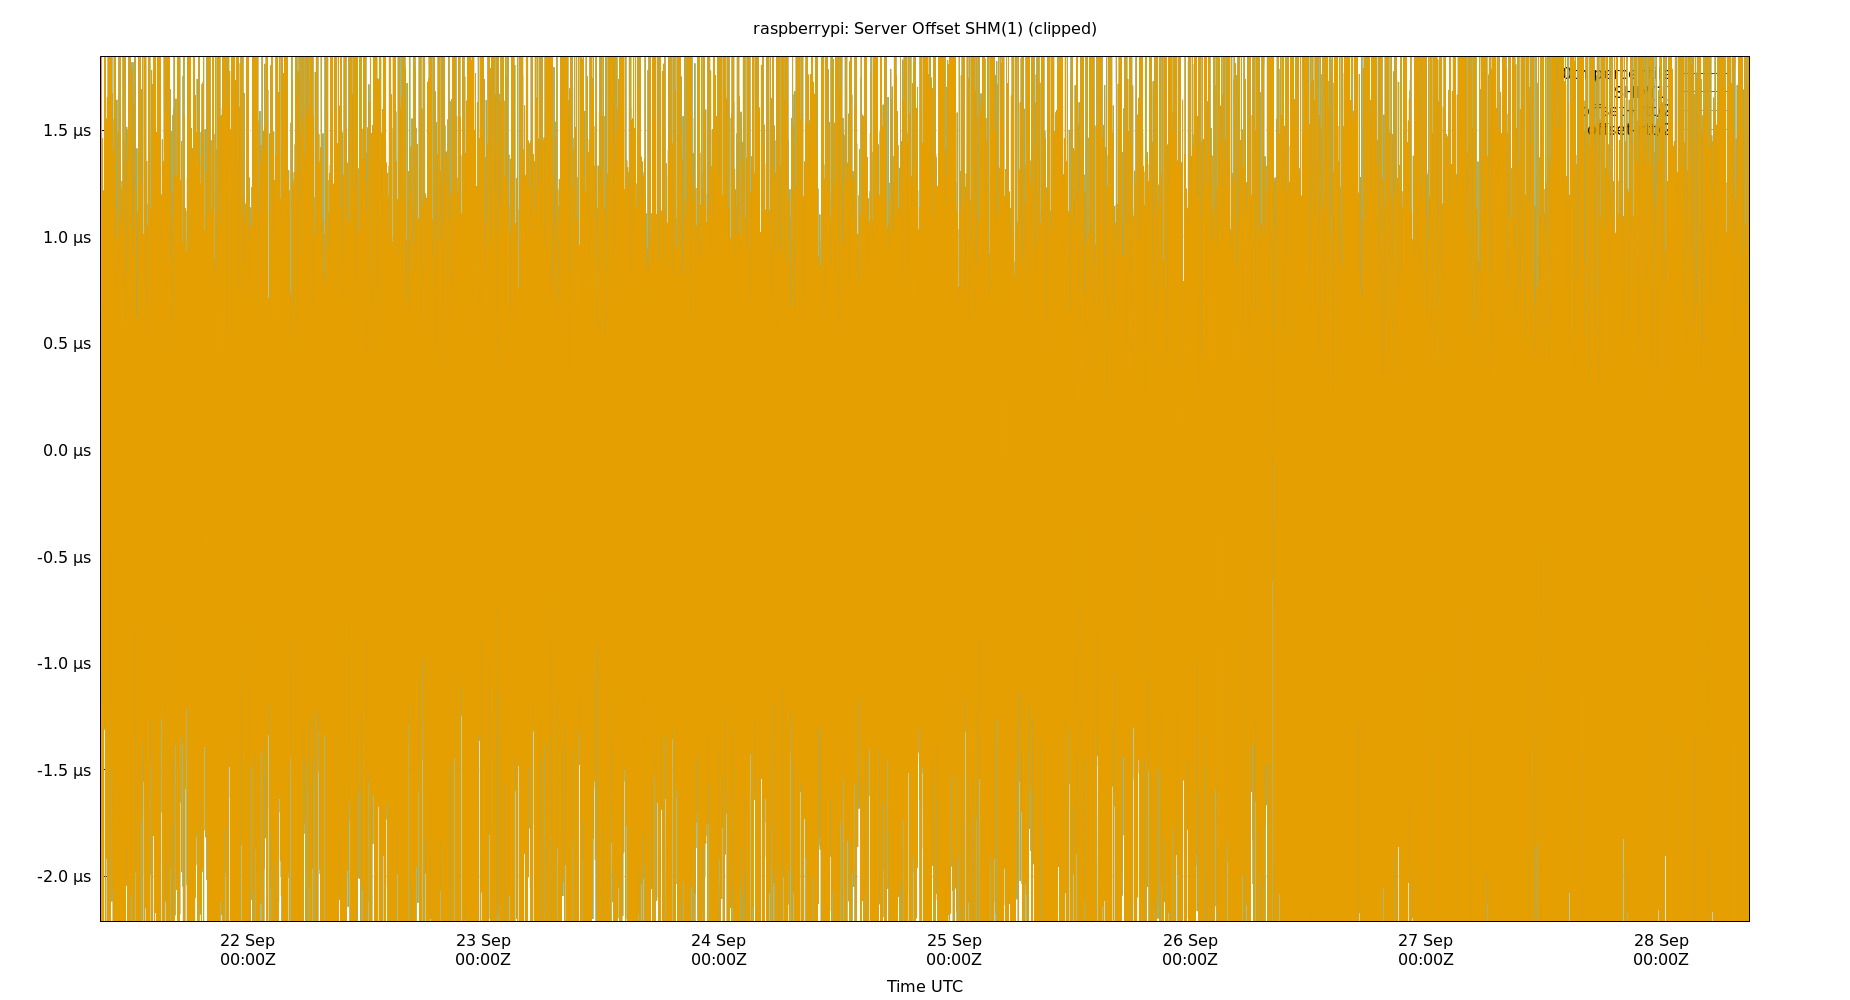 raspberrypi: Server Offset SHM(1) (clipped)
1.5 µs
1.0 µs
0.5 µs
0.0 µs
-0.5 µs
-1.0 µs
-1.5 µs
-2.0 µs
22 Sep
00:00Z
23 Sep
00:00Z
24 Sep
00:00Z
25 Sep
00:00Z
26 Sep
00:00Z
27 Sep
00:00Z
28 Sep
00:00Z
Time UTC